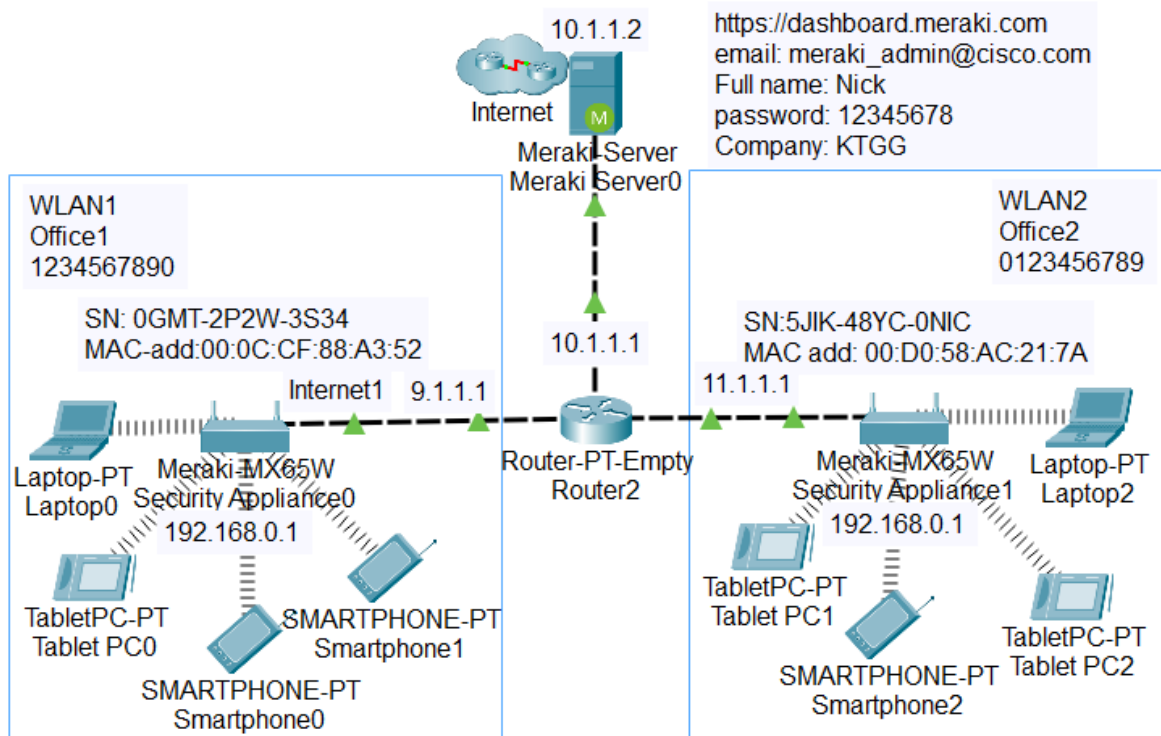 10.1.1.2
Internet
M
Meraki-Server
Meraki Server0
https://dashboard.meraki.com
email: meraki_admin@cisco.com
Full name: Nick
password: 12345678
Company: KTGG
WLAN1
Office1
1234567890
SN: 0GMT-2P2W-3S34
MAC-add:00:0C:CF:88:A3:52
Internet1
9.1.1.1
10.1.1.1
Router-PT-Empty
Router2
WLAN2
Office2
0123456789
SN:5JIK-48YC-0NIC
MAC add: 00:D0:58:AC:21:7A
11.1.1.1
Laptop-PT
Laptop0
Meraki-MX65W
Security Appliance0
192.168.0.1
TabletPC-PT
Tablet PC0
SMARTPHONE-PT
Smartphone0
SMARTPHONE-PT
Smartphone1
Meraki-MX65W
Security Appliance1
192.168.0.1
Laptop-PT
Laptop2
TabletPC-PT
Tablet PC1
SMARTPHONE-PT
Smartphone2
TabletPC-PT
Tablet PC2